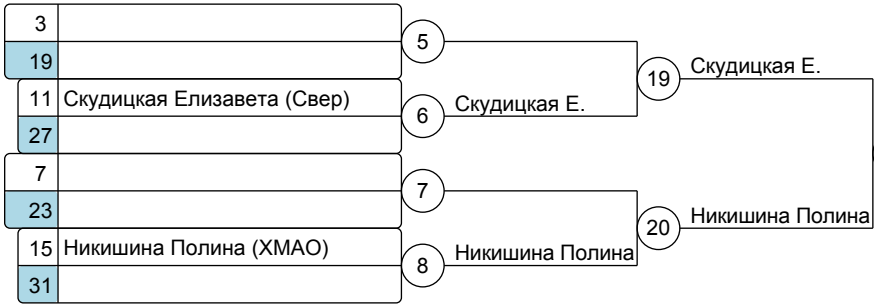 3
5
19
19 Скудицкая Е.
11 Скудицкая Елизавета (Свер)
6 Скудицкая Е.
27
7
7
23
20 Никишина Полина
15 Никишина Полина (ХМАО)
8 Никишина Полина
31